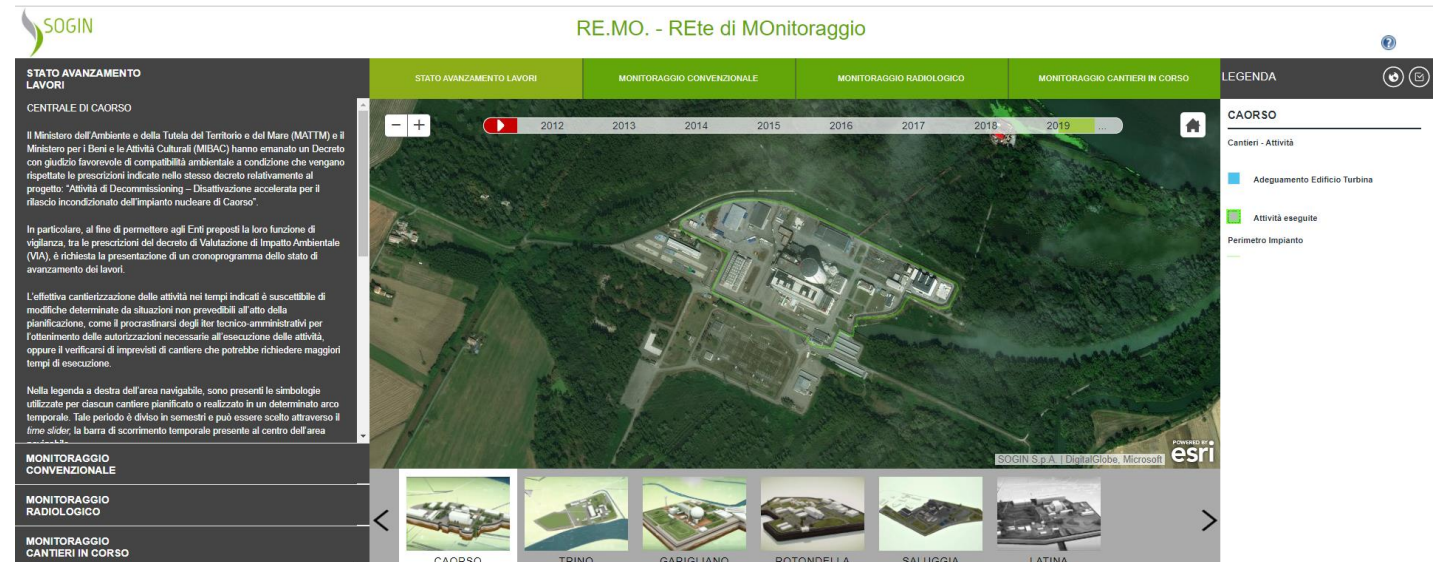 SOGIN
RE.MO. - REte di MOnitoraggio
STATO AVANZAMENTO
LAVORI
CENTRALE DI CAORSO
Il Ministero dell'Ambiente e della Tutela del Territorio e del Mare (MATTM) e il
Ministero per i Beni e le Attività Culturali (MIBAC) hanno emanato un Decreto
con giudizio favorevole di compatibilità ambientale a condizione che vengano
rispettate le prescrizioni indicate nello stesso decreto relativamente al
progetto: “Attività di Decommissioning – Disattivazione accelerata per il
rilascio incondizionato dell'impianto nucleare di Caorso”.
In particolare, al fine di permettere agli Enti preposti la loro funzione di
vigilanza, tra le prescrizioni del decreto di Valutazione di Impatto Ambientale
(VIA), è richiesta la presentazione di un cronoprogramma dello stato di
avanzamento dei lavori.
L'effettiva cantierizzazione delle attività nei tempi indicati è suscettibile di
modifiche determinate da situazioni non prevedibili all'atto della
pianificazione, come il procrastinarsi degli iter tecnico-amministrativi per
l'ottenimento delle autorizzazioni necessarie all'esecuzione delle attività,
oppure il verificarsi di imprevisti di cantiere che potrebbe richiedere maggiori
tempi di esecuzione.
Nella legenda a destra dell'area navigabile, sono presenti le simbologie
utilizzate per ciascun cantiere pianificato o realizzato in un determinato arco
temporale. Tale periodo è diviso in semestri e può essere scelto attraverso il
time slider, la barra di scorrimento temporale presente al centro dell'area
MONITORAGGIO
CONVENZIONALE
MONITORAGGIO
RADIOLOGICO
MONITORAGGIO
CANTIERI IN CORSO
STATO AVANZAMENTO LAVORI
MONITORAGGIO CONVENZIONALE
MONITORAGGIO RADIOLOGICO
MONITORAGGIO CANTIERI IN CORSO
2012 2013 2014 2015 2016 2017 2018 2019 ...
SOGIN S.p.A. | DigitalGlobe, Microsoft
POWERED BY
esri
CAORSO
TRINO
GARIGLIANO
ROTONDELLA
SALUGGIA
LATINA
LEGENDA
CAORSO
Cantieri - Attività
Adeguamento Edificio Turbina
Attività eseguite
Perimetro Impianto